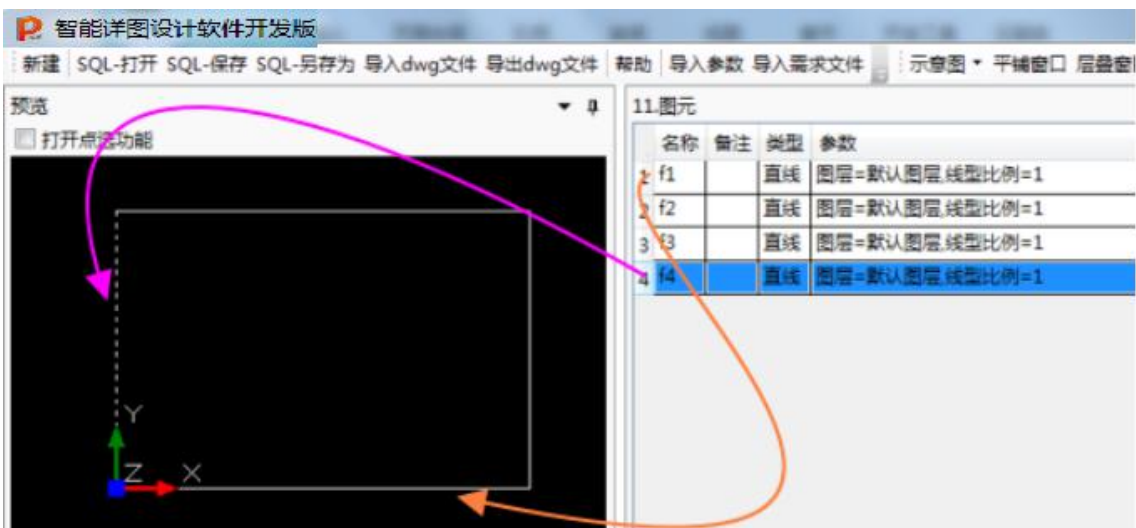 智能详图设计软件开发版
新建 SQL-打开 SQL-保存 SQL-另存为 导入dwg文件 导出dwg文件 帮助 导入参数 导入需求文件 示意图 平铺窗口 层叠窗口
预览
打开点选功能
11.图元
名称 备注 类型 参数
1 f1 直线 图层=默认图层,线型比例=1
2 f2 直线 图层=默认图层,线型比例=1
3 f3 直线 图层=默认图层,线型比例=1
4 f4 直线 图层=默认图层,线型比例=1
Y
Z X